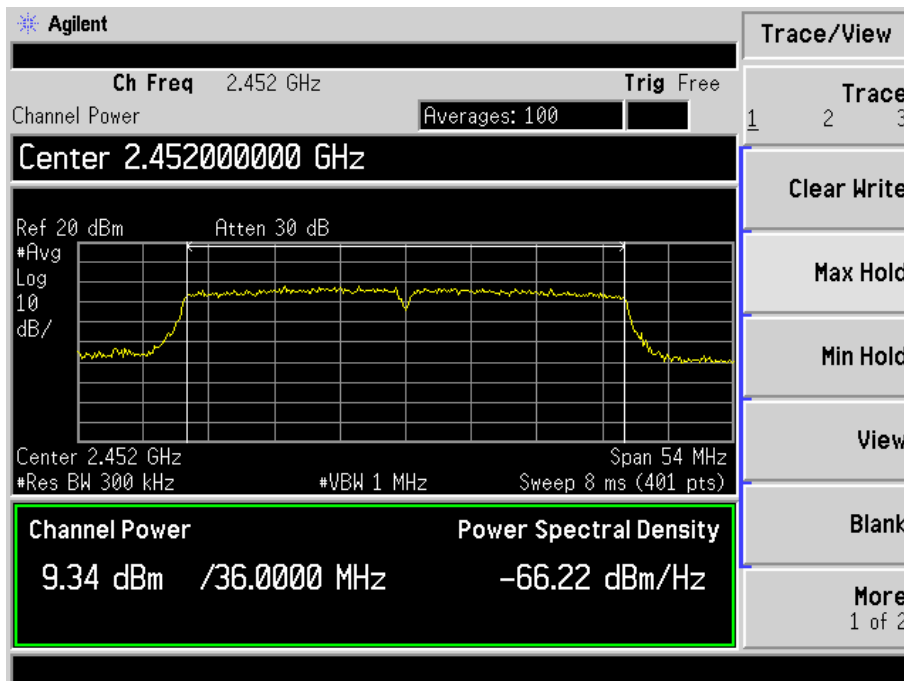 Agilent
Trace/View
Ch Freq 2.452 GHz Trig Free
Channel Power Averages: 100
Trace
1 2 3
Center 2.452000000 GHz
Clear Write
Ref 20 dBm Atten 30 dB
#Avg
Log
10
dB/
Max Hold
Min Hold
View
Center 2.452 GHz Span 54 MHz
#Res BW 300 kHz #VBW 1 MHz Sweep 8 ms (401 pts)
Blank
Channel Power Power Spectral Density
9.34 dBm /36.0000 MHz -66.22 dBm/Hz
More
1 of 2